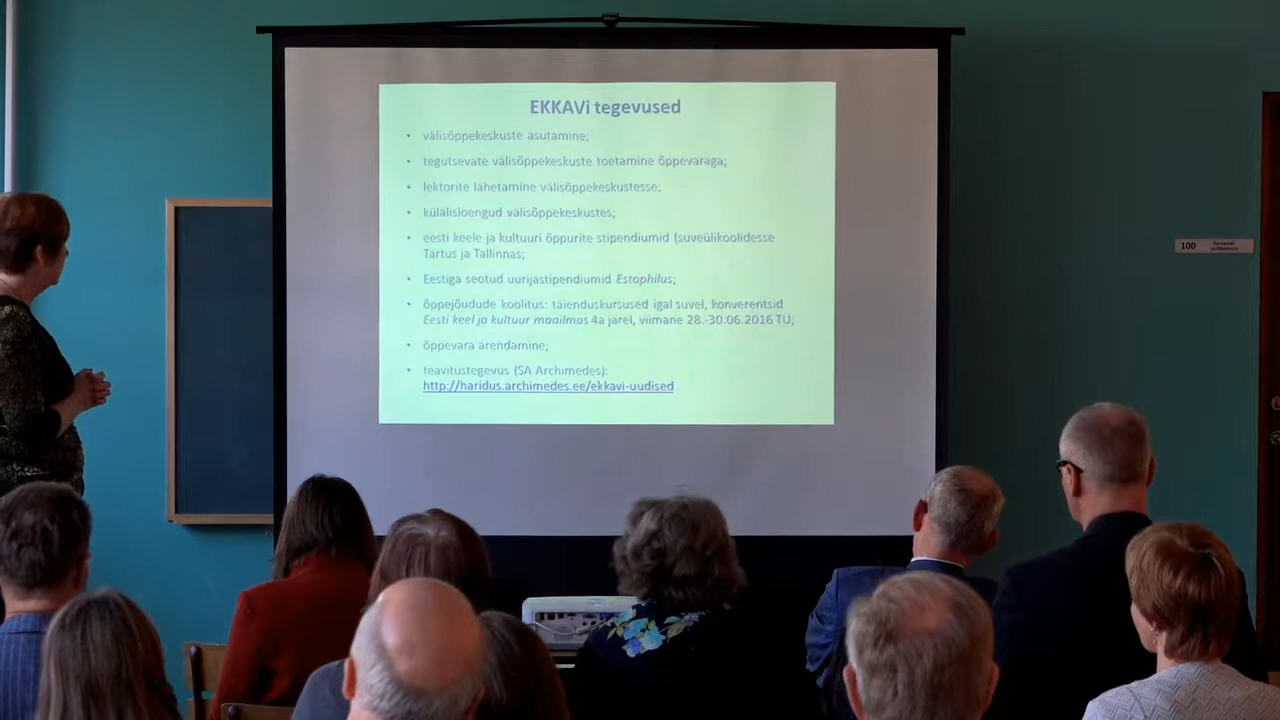 EKKAVi tegevused
• välisõppekeskuste asutamine;
• tegutsevate välisõppekeskuste toetamine õppevaraga;
• lektorite lähetamine välisõppekeskustesse;
• külalisloengud välisõppekeskustes;
• eesti keele ja kultuuri õppurite stipendiumid (suveülikoolidesse
Tartus ja Tallinnas;
• Eestiga seotud uurijastipendiumid Estophilus;
• õppejõudude koolitus: täienduskursused igal suvel, konverentsid
Eesti keel ja kultuur maailmas 4a järel, viimane 28.-30.06.2016 TÜ;
• õppevara arendamine;
• teavitustegevus (SA Archimedes):
http://haridus.archimedes.ee/ekkavi-uudised
100